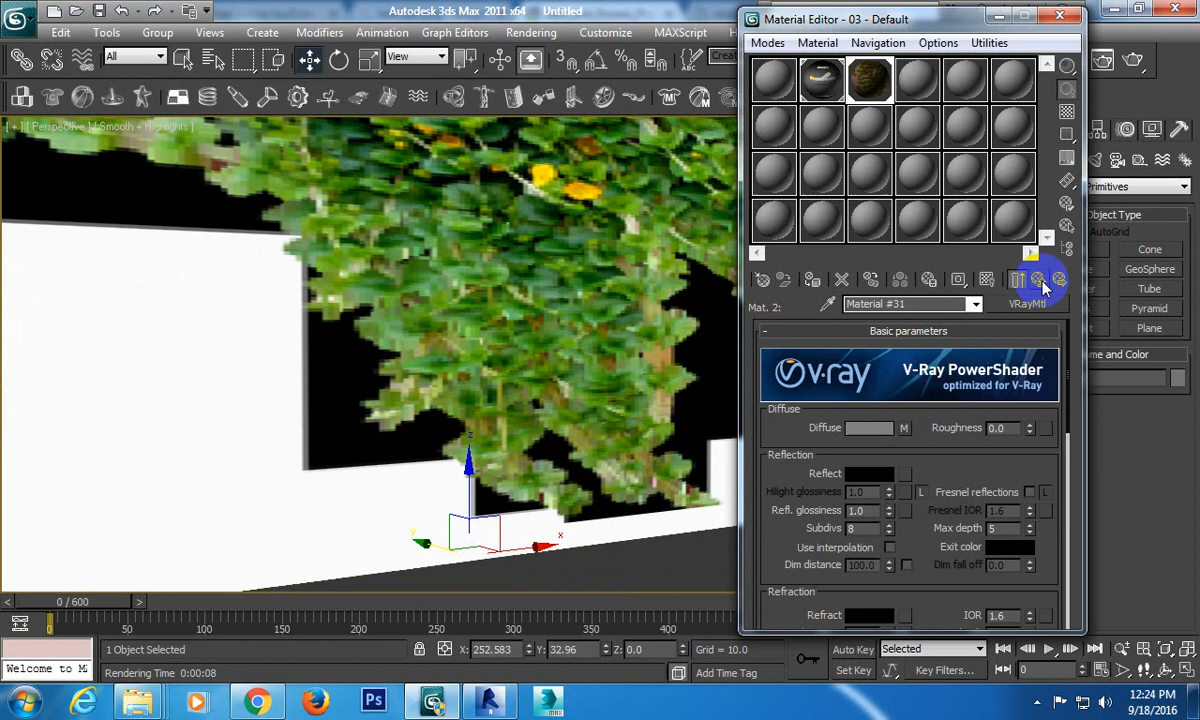 Autodesk 3ds Max 2011 x64 Untitled
Edit Tools Group Views Create Modifiers Animation Graph Editors Rendering Customize MAXScript
All View
[ + ] [ Perspective ] [ Smooth + Highlights ]
z
y
x
Material Editor - 03 - Default
Modes Material Navigation Options Utilities
Mat. 2: Material #31 VRayMtl
- Basic parameters
v·ray V-Ray PowerShader
optimized for V-Ray
Diffuse
Diffuse M Roughness 0.0
Reflection
Reflect
Hilight glossiness 1.0 L Fresnel reflections L
Refl. glossiness 1.0 Fresnel IOR 1.6
Subdivs 8 Max depth 5
Use interpolation Exit color
Dim distance 100.0 Dim fall off 0.0
Refraction
Refract IOR 1.6
Primitives
Object Type
AutoGrid
Cone
GeoSphere
Tube
Pyramid
Plane
me and Color
< 0 / 600 >
0 50 100 150 200 250 300 350 400
1 Object Selected X: 252.583 Y: 32.96 Z: 0.0 Grid = 10.0 Auto Key Selected
Welcome to M Rendering Time 0:00:08 Add Time Tag Set Key Key Filters... 0
Ps
12:24 PM
9/18/2016